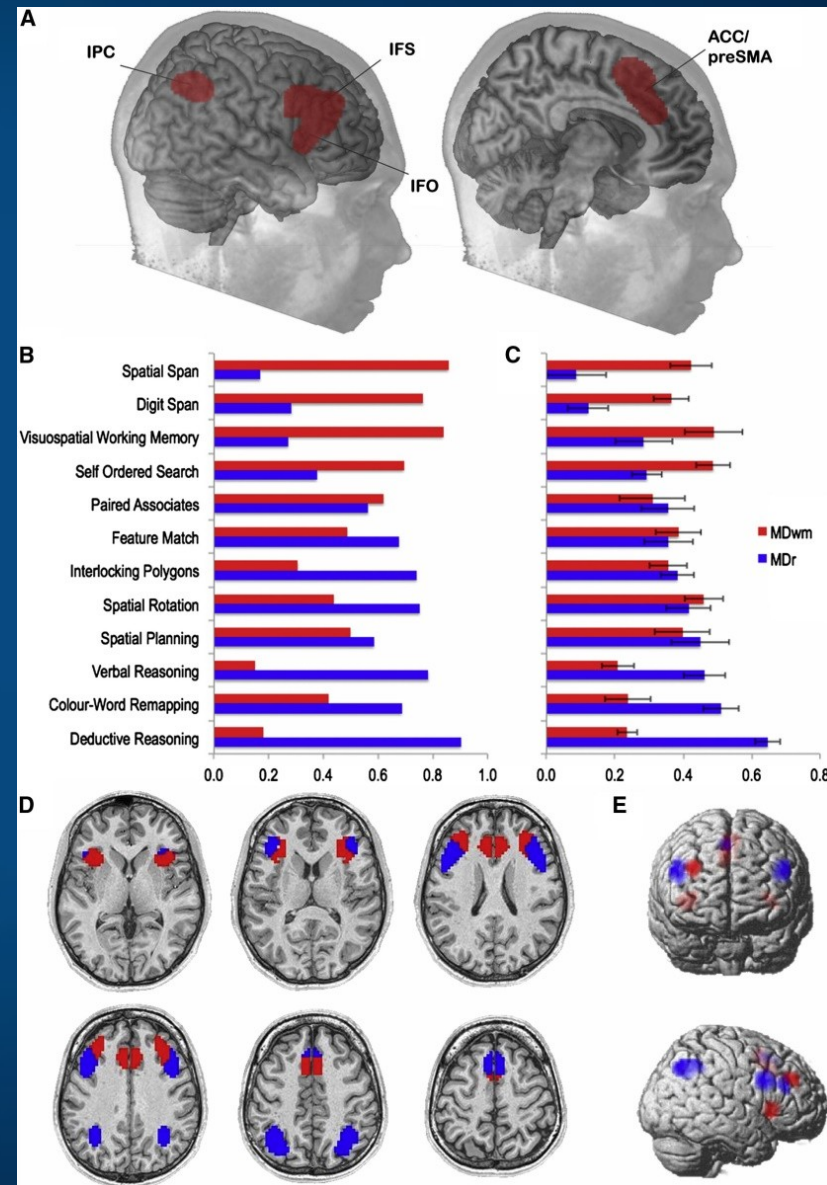 A
IPC
IFS
IFO
ACC/
preSMA
B
C
Spatial Span
Digit Span
Visuospatial Working Memory
Self Ordered Search
Paired Associates
Feature Match
Interlocking Polygons
Spatial Rotation
Spatial Planning
Verbal Reasoning
Colour-Word Remapping
Deductive Reasoning
0.0 0.2 0.4 0.6 0.8 1.0
MDwm
MDr
0.0 0.2 0.4 0.6 0.8
D
E